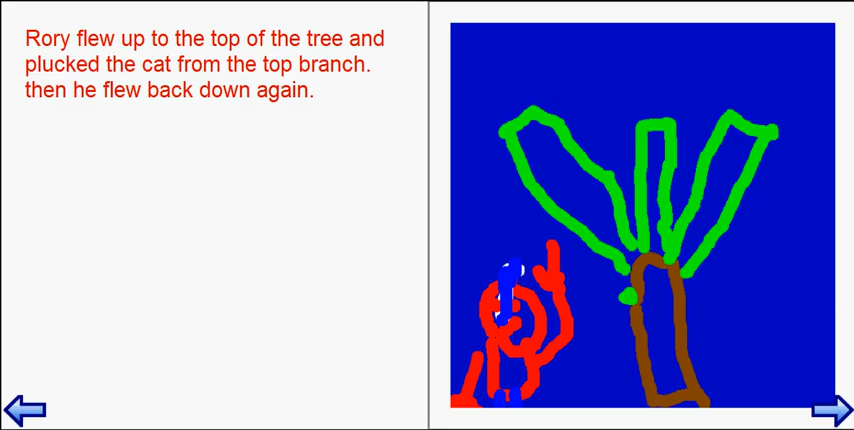 Rory flew up to the top of the tree and
plucked the cat from the top branch.
then he flew back down again.